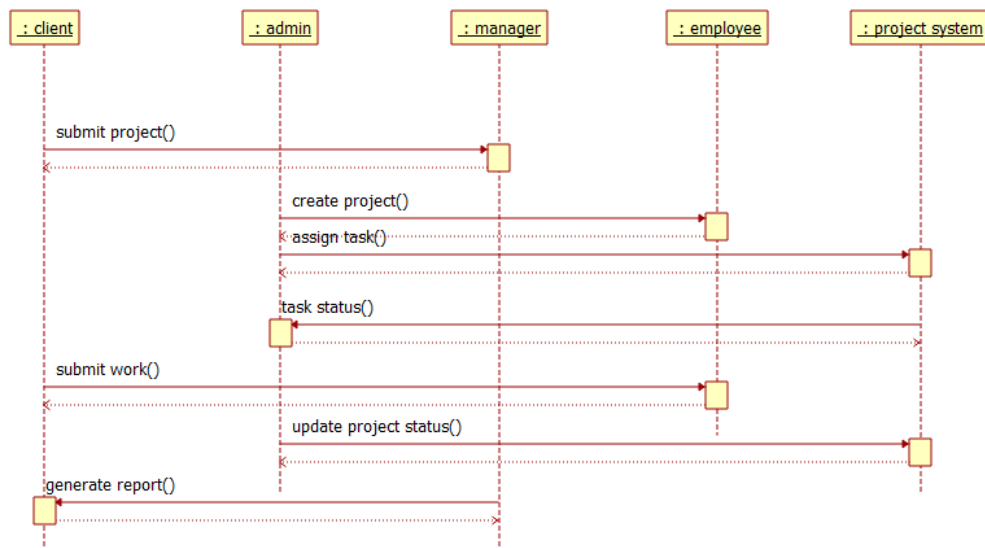 : client
: admin
: manager
: employee
: project system
submit project()
create project()
assign task()
task status()
submit work()
update project status()
generate report()